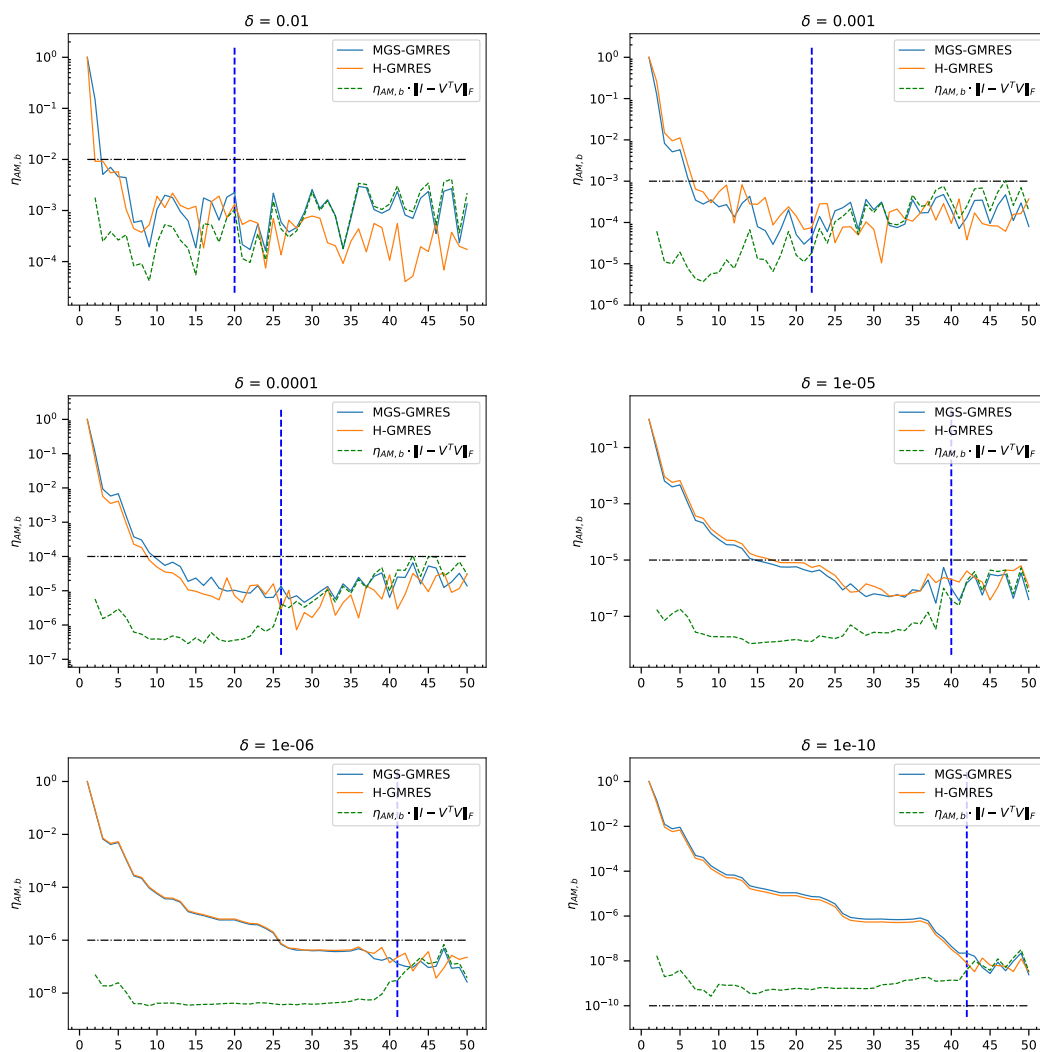 δ = 0.01
MGS-GMRES
H-GMRES
η_{AM, b} · ‖I − V^T V‖_F
η_{AM, b}
10^0
10^{-1}
10^{-2}
10^{-3}
10^{-4}
0 5 10 15 20 25 30 35 40 45 50
δ = 0.001
MGS-GMRES
H-GMRES
η_{AM, b} · ‖I − V^T V‖_F
η_{AM, b}
10^0
10^{-1}
10^{-2}
10^{-3}
10^{-4}
10^{-5}
10^{-6}
0 5 10 15 20 25 30 35 40 45 50
δ = 0.0001
MGS-GMRES
H-GMRES
η_{AM, b} · ‖I − V^T V‖_F
η_{AM, b}
10^0
10^{-1}
10^{-2}
10^{-3}
10^{-4}
10^{-5}
10^{-6}
10^{-7}
0 5 10 15 20 25 30 35 40 45 50
δ = 1e-05
MGS-GMRES
H-GMRES
η_{AM, b} · ‖I − V^T V‖_F
η_{AM, b}
10^{-1}
10^{-3}
10^{-5}
10^{-7}
0 5 10 15 20 25 30 35 40 45 50
δ = 1e-06
MGS-GMRES
H-GMRES
η_{AM, b} · ‖I − V^T V‖_F
η_{AM, b}
10^0
10^{-2}
10^{-4}
10^{-6}
10^{-8}
0 5 10 15 20 25 30 35 40 45 50
δ = 1e-10
MGS-GMRES
H-GMRES
η_{AM, b} · ‖I − V^T V‖_F
η_{AM, b}
10^0
10^{-2}
10^{-4}
10^{-6}
10^{-8}
10^{-10}
0 5 10 15 20 25 30 35 40 45 50